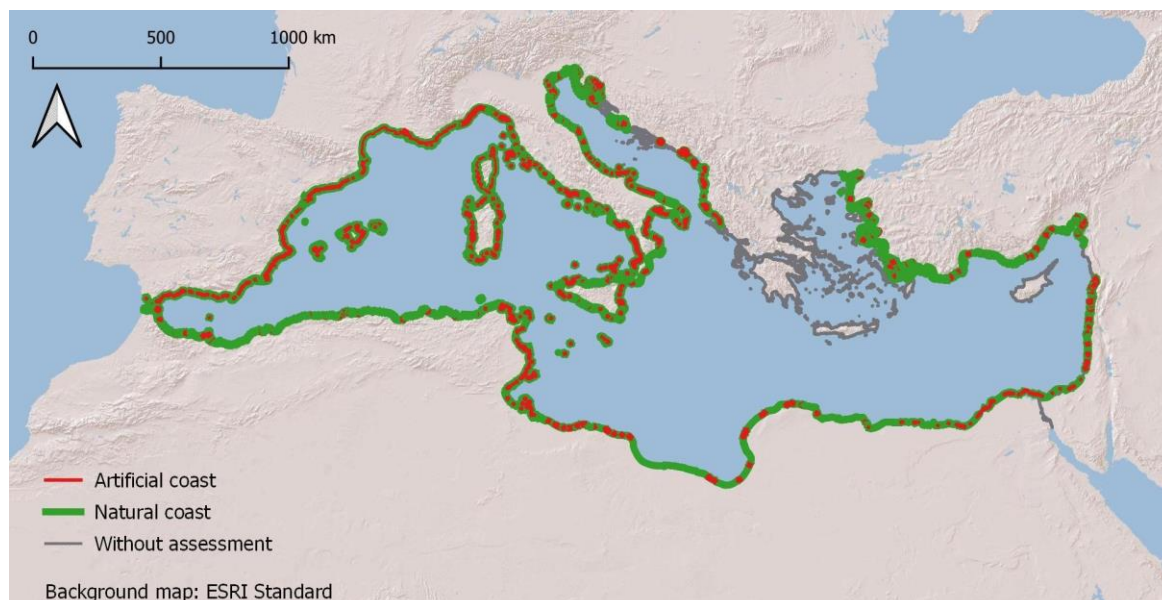 0 500 1000 km
Artificial coast
Natural coast
Without assessment
Background map: ESRI Standard